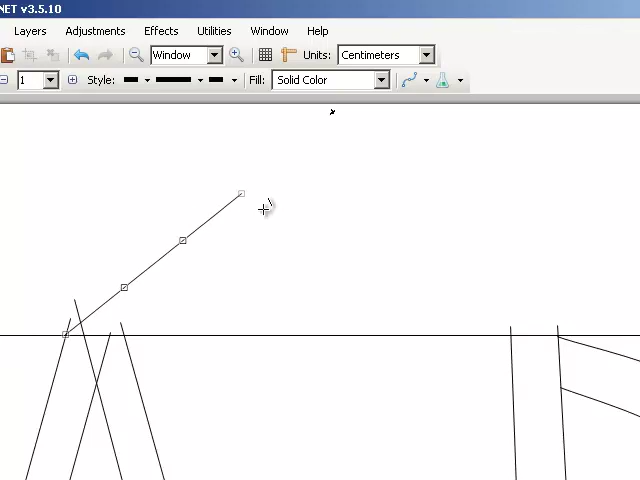 NET v3.5.10
Layers Adjustments Effects Utilities Window Help
Window Units: Centimeters
1 Style: Fill: Solid Color